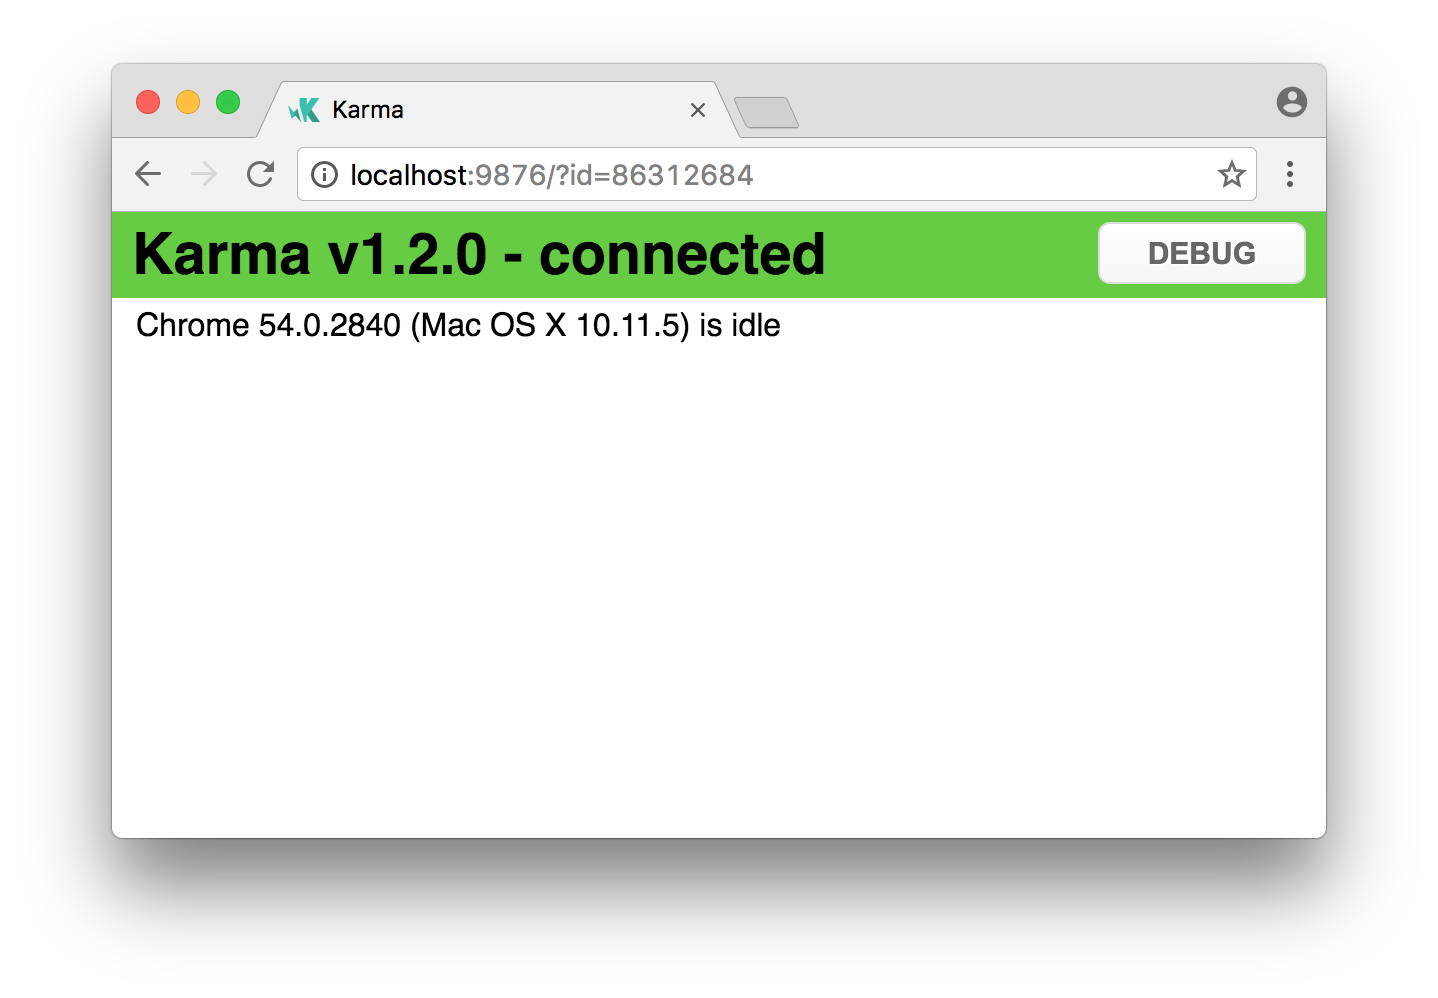 Karma
localhost:9876/?id=86312684
Karma v1.2.0 - connected
DEBUG
Chrome 54.0.2840 (Mac OS X 10.11.5) is idle